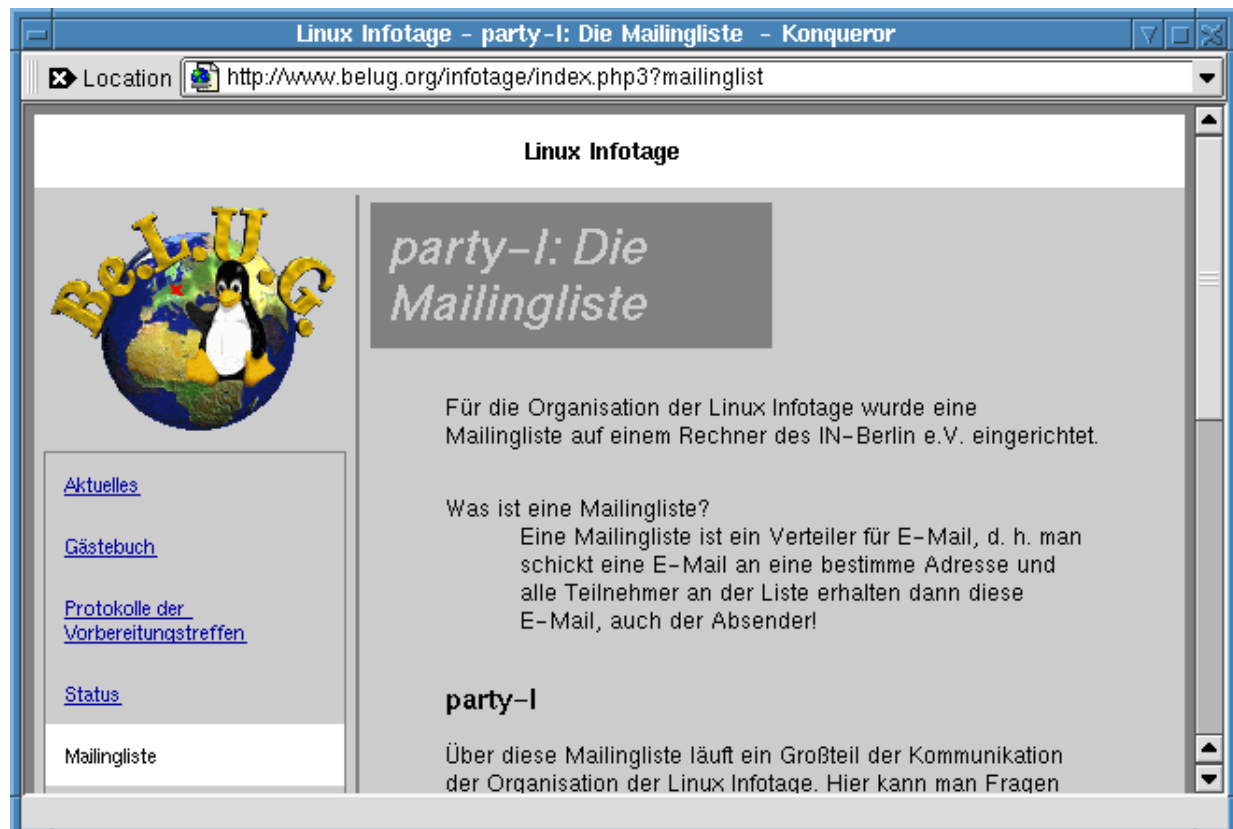 Linux Infotage - party-l: Die Mailingliste - Konqueror
Location http://www.belug.org/infotage/index.php3?mailinglist
Linux Infotage
Be.L.U.G.
Aktuelles
Gästebuch
Protokolle der
Vorbereitungstreffen
Status
Mailingliste
party-l: Die
Mailingliste
Für die Organisation der Linux Infotage wurde eine
Mailingliste auf einem Rechner des IN-Berlin e.V. eingerichtet.
Was ist eine Mailingliste?
Eine Mailingliste ist ein Verteiler für E-Mail, d. h. man
schickt eine E-Mail an eine bestimme Adresse und
alle Teilnehmer an der Liste erhalten dann diese
E-Mail, auch der Absender!
party-l
Über diese Mailingliste läuft ein Großteil der Kommunikation
der Organisation der Linux Infotage. Hier kann man Fragen